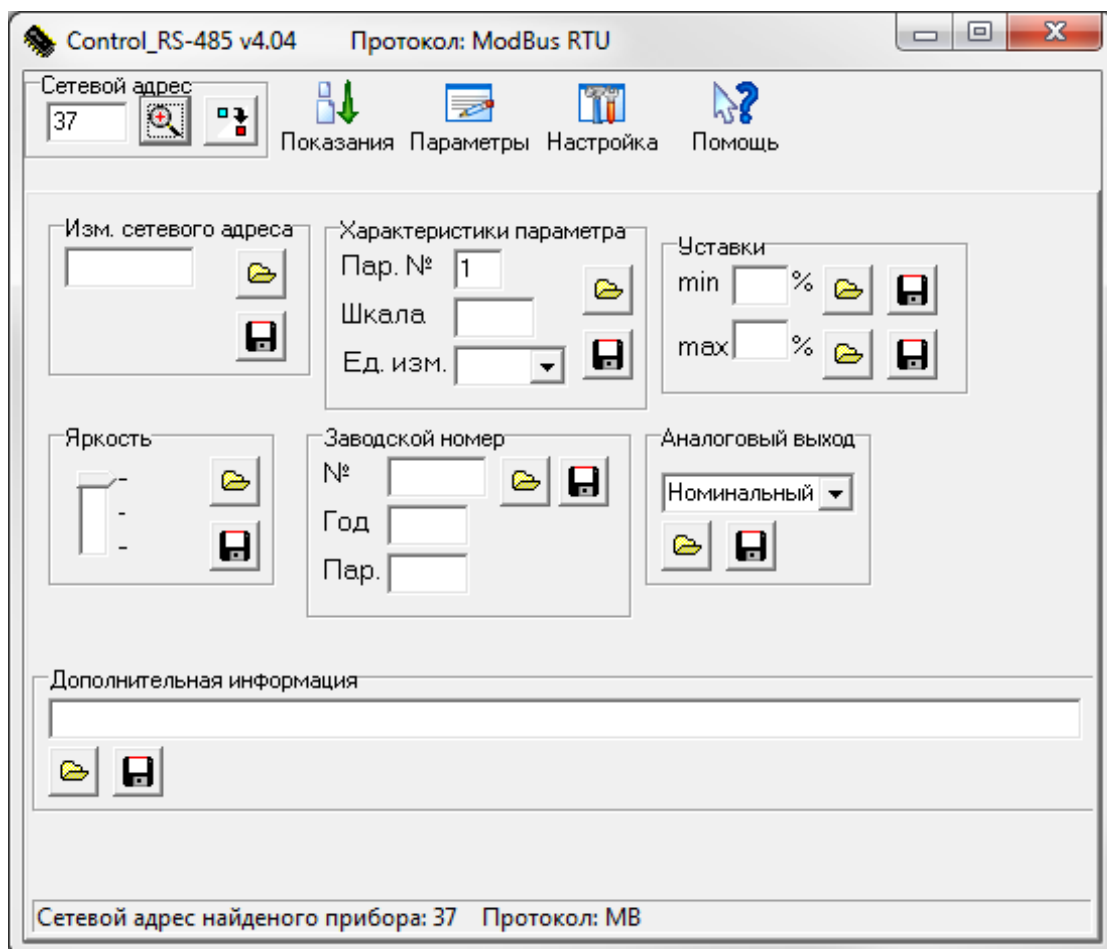 Control_RS-485 v4.04 Протокол: ModBus RTU
Сетевой адрес
37
Показания Параметры Настройка Помощь
Изм. сетевого адреса
Характеристики параметра
Пар. № 1
Шкала
Ед. изм.
Уставки
min %
max %
Яркость
Заводской номер
№
Год
Пар.
Аналоговый выход
Номинальный
Дополнительная информация
Сетевой адрес найденого прибора: 37 Протокол: MB